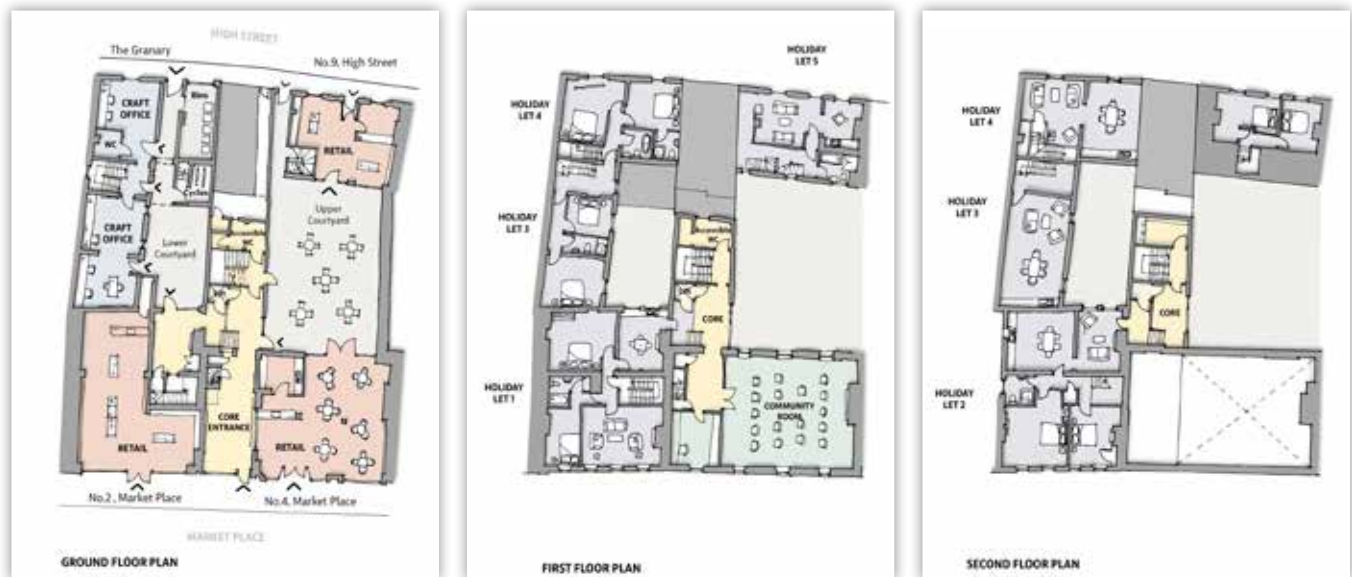 HIGH STREET
The Granary
No.9, High Street
CRAFT
OFFICE
Bins
WC
RETAIL
Cycles
Upper
Courtyard
CRAFT
OFFICE
Lower
Courtyard
Accessible
WC
CORE
ENTRANCE
RETAIL
RETAIL
No.2, Market Place
No.4, Market Place
MARKET PLACE
GROUND FLOOR PLAN
HOLIDAY
LET 5
HOLIDAY
LET 4
HOLIDAY
LET 3
Accessible
WC
CORE
HOLIDAY
LET 1
COMMUNITY
ROOM
FIRST FLOOR PLAN
HOLIDAY
LET 4
HOLIDAY
LET 3
CORE
HOLIDAY
LET 2
SECOND FLOOR PLAN